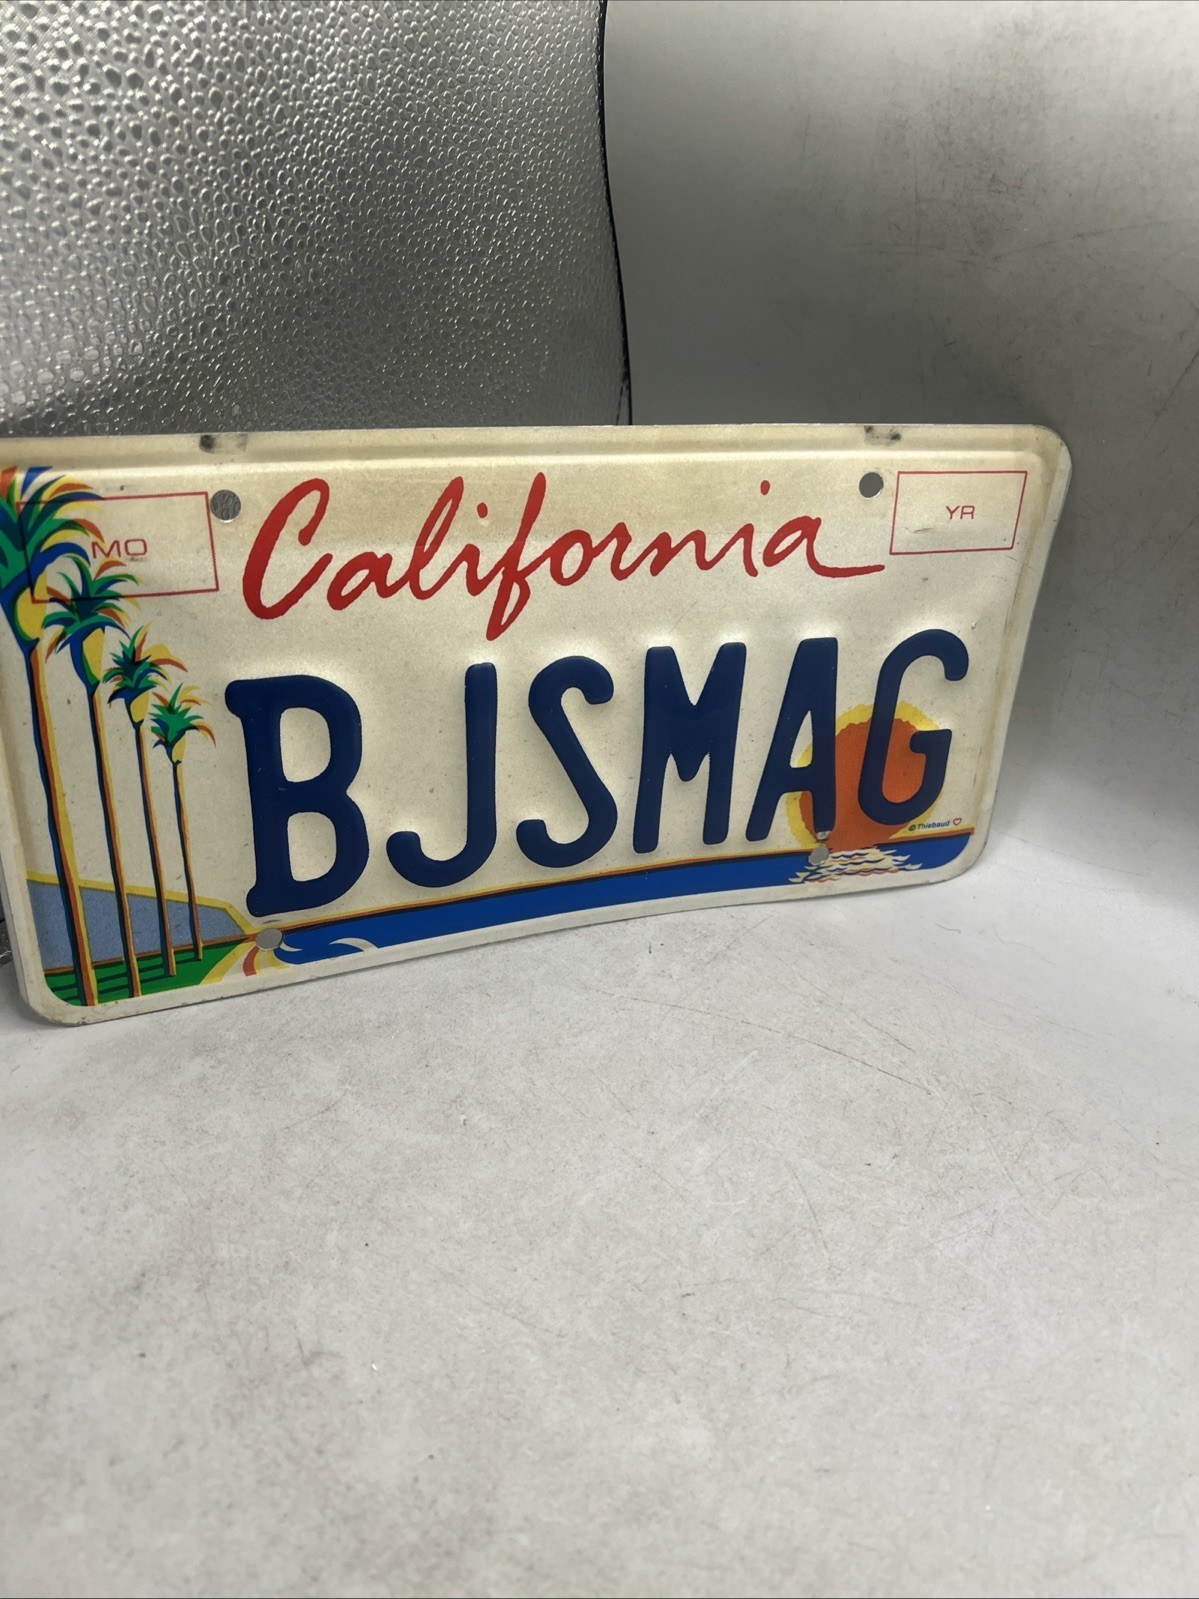 California
MO
YR
BJSMAG
© Thiebaud ♡